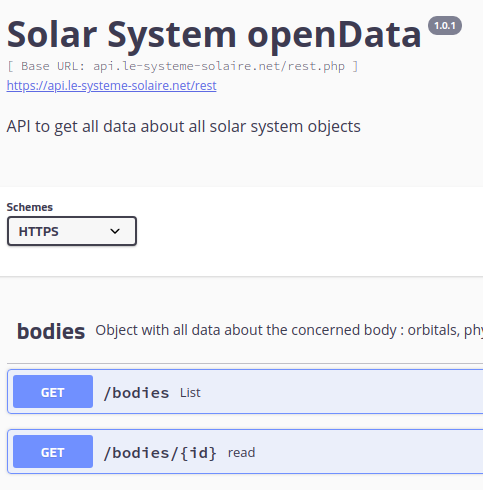 Solar System openData 1.0.1
[ Base URL: api.le-systeme-solaire.net/rest.php ]
https://api.le-systeme-solaire.net/rest
API to get all data about all solar system objects
Schemes
HTTPS
bodies Object with all data about the concerned body : orbitals, phy
GET /bodies List
GET /bodies/{id} read